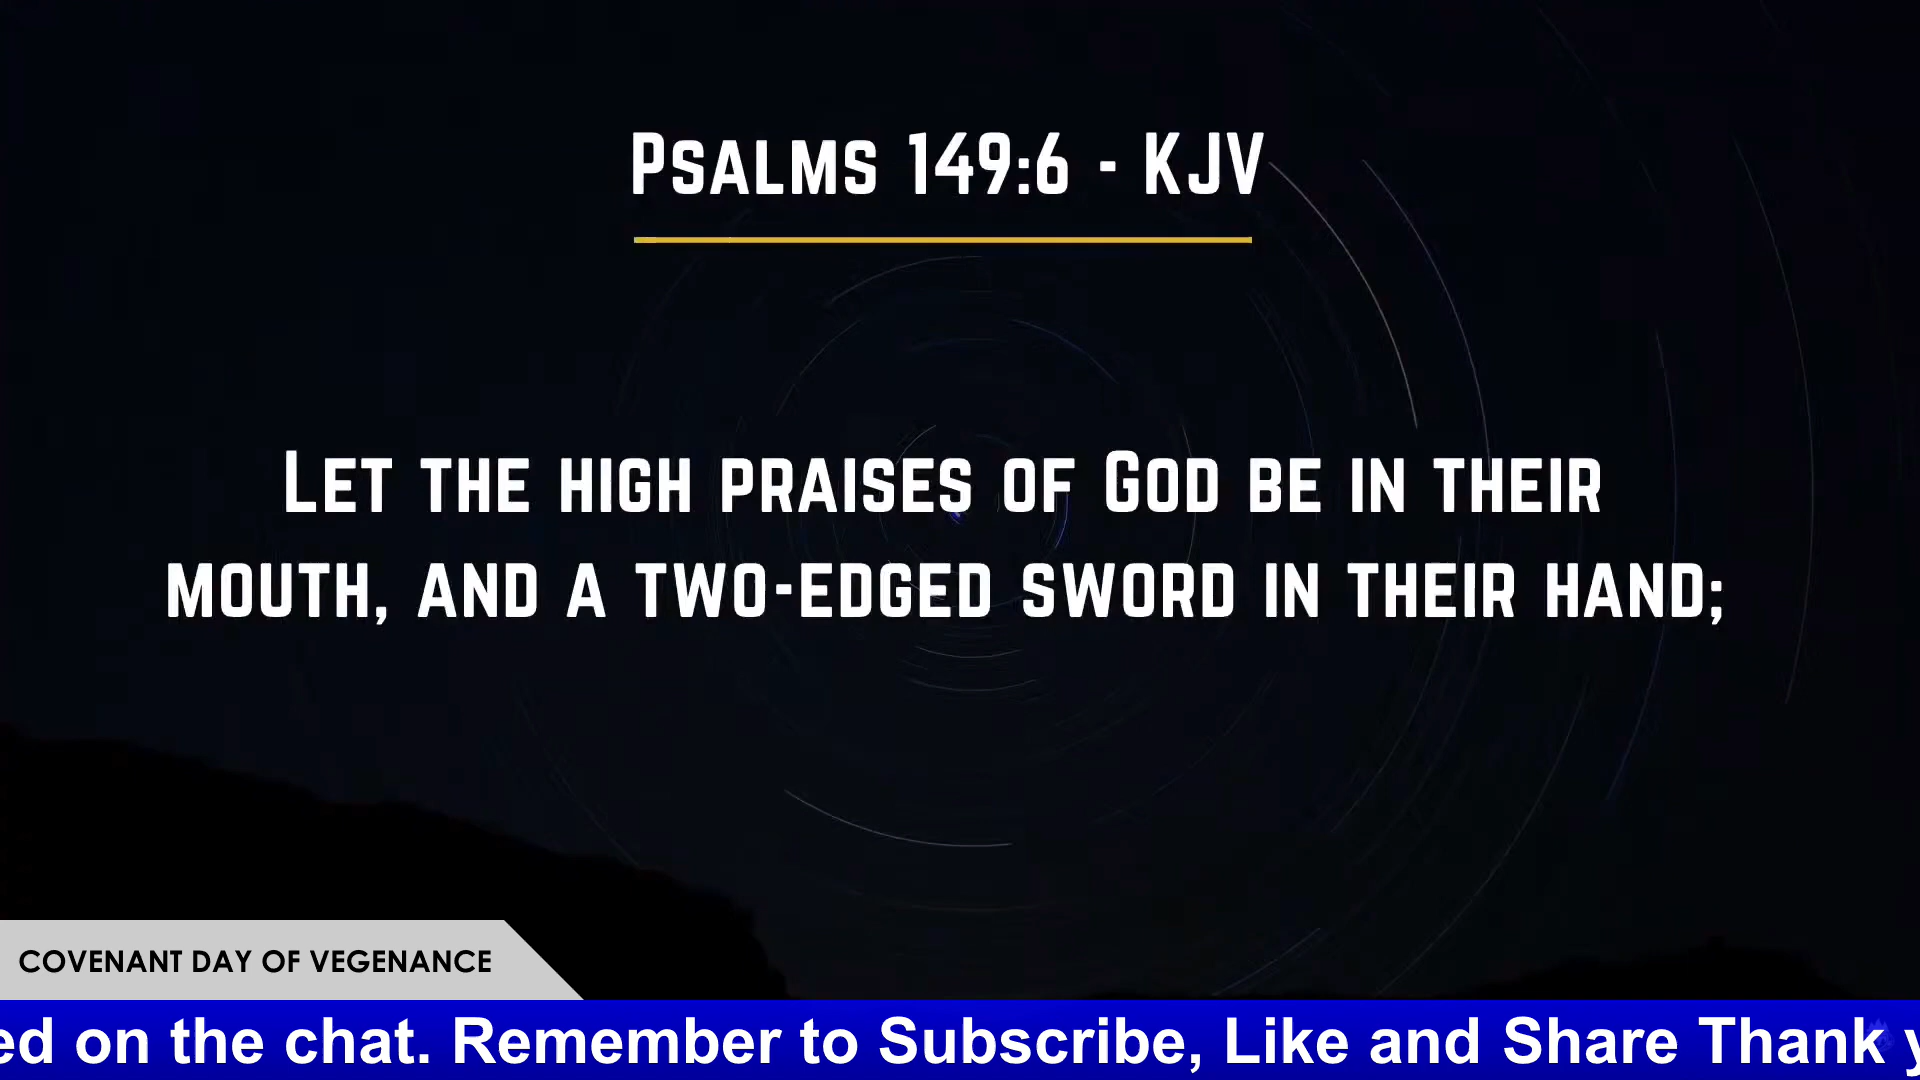 Psalms 149:6 - KJV
Let the high praises of God be in their
mouth, and a two-edged sword in their hand;
COVENANT DAY OF VEGENANCE
ed on the chat. Remember to Subscribe, Like and Share Thank y